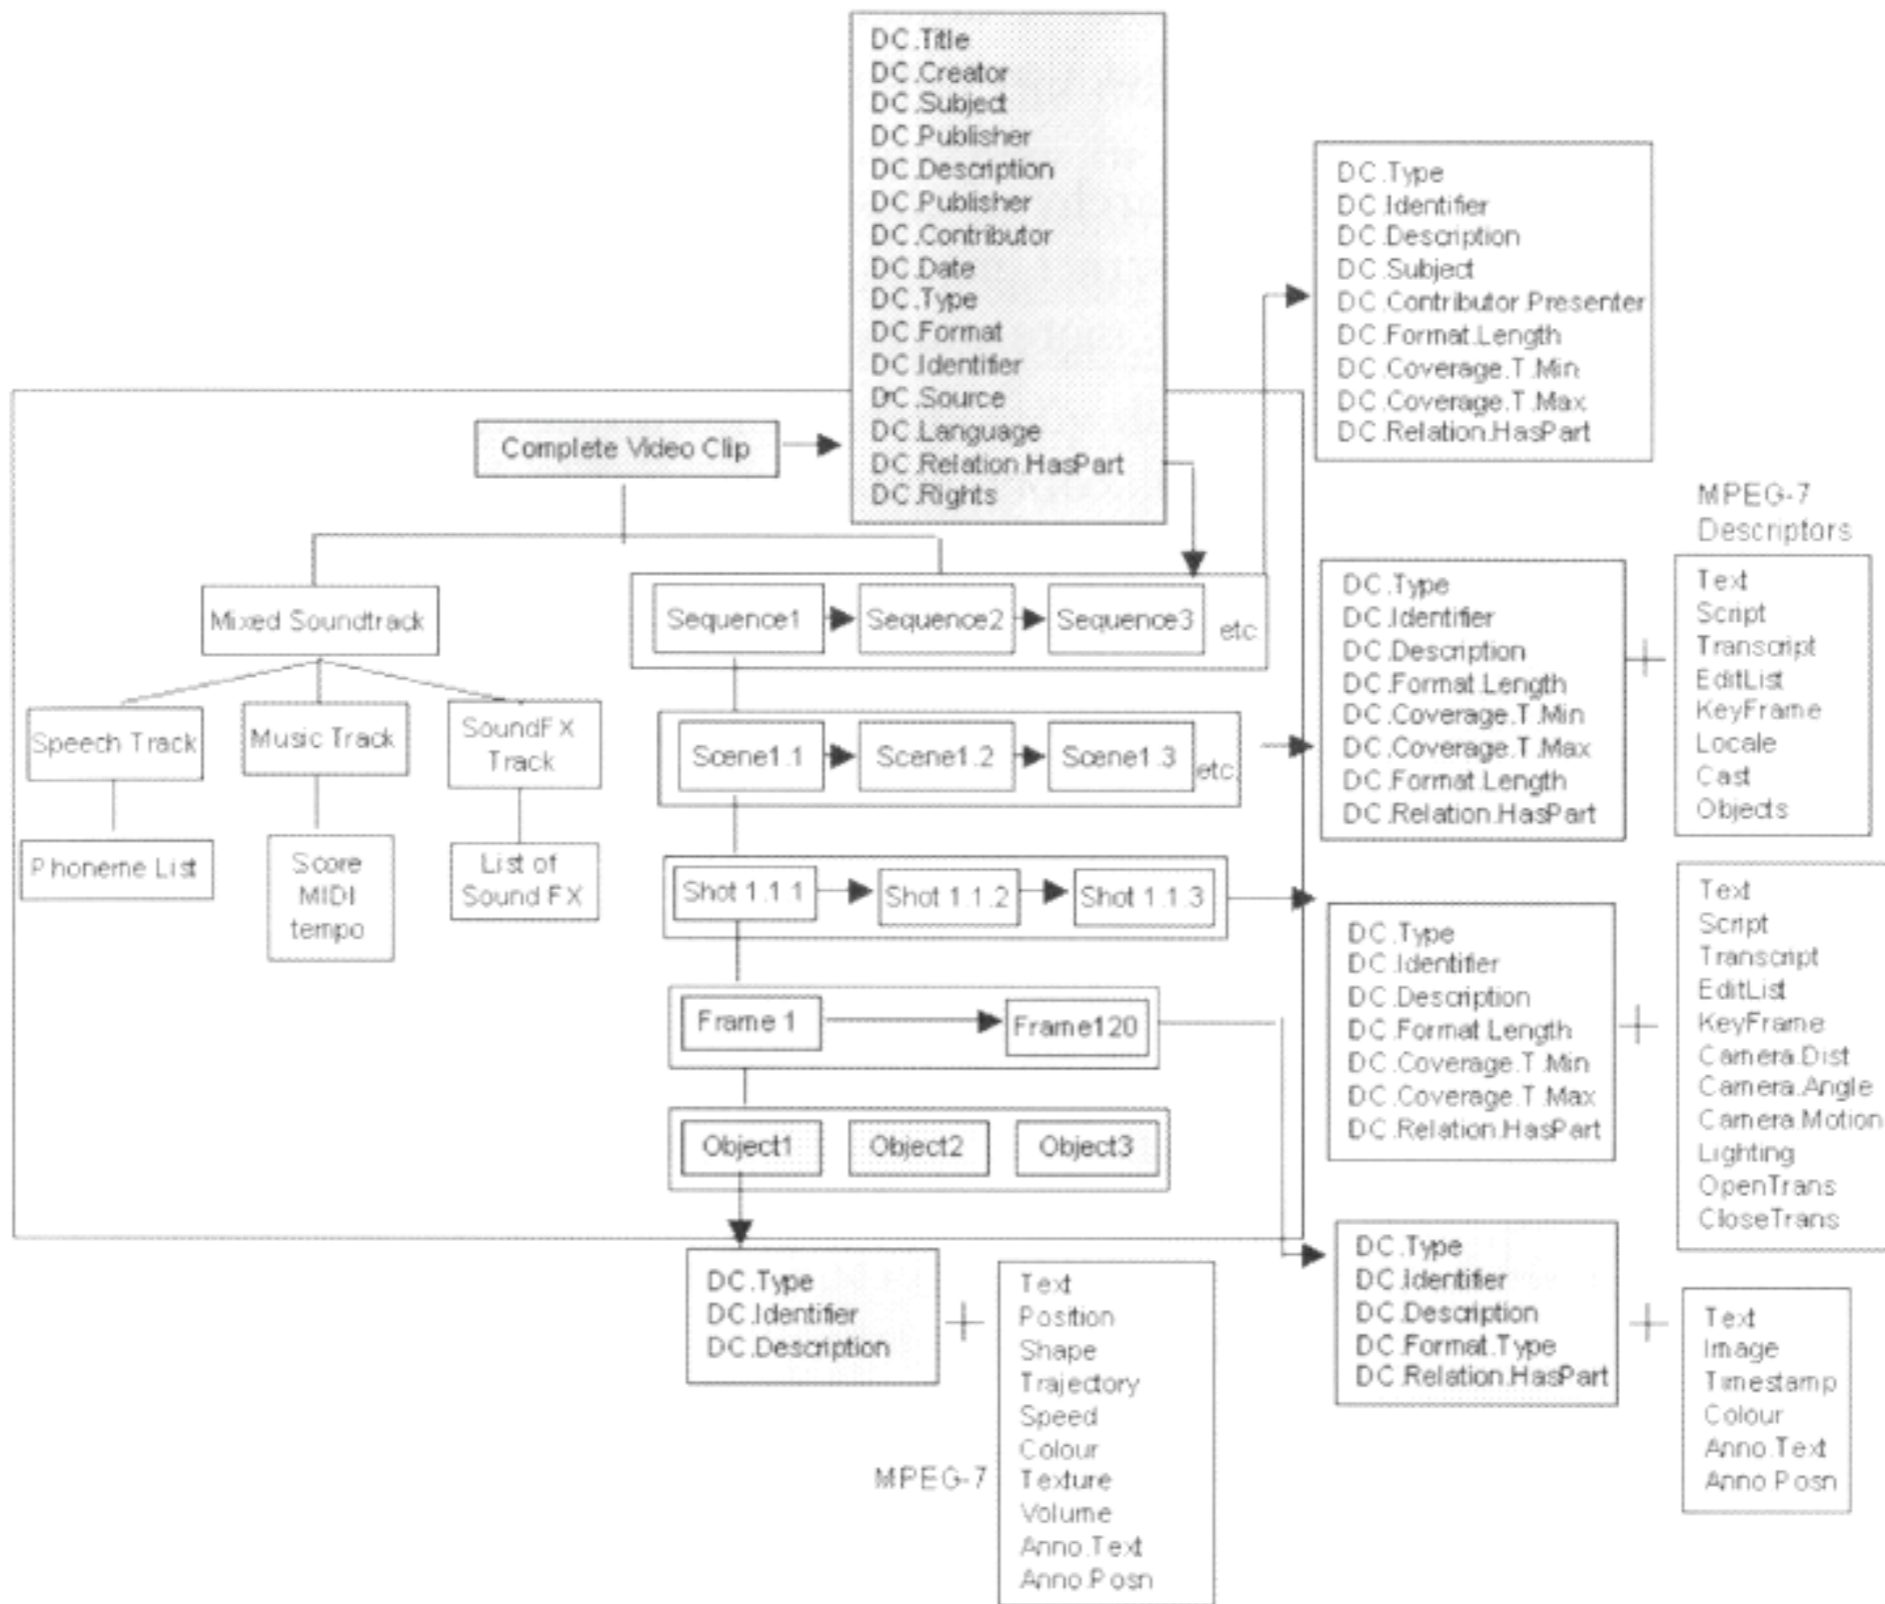 DC.Title
DC.Creator
DC.Subject
DC.Publisher
DC.Description
DC.Publisher
DC.Contributor
DC.Date
DC.Type
DC.Format
DC.Identifier
DC.Source
DC.Language
DC.Relation.HasPart
DC.Rights
DC.Type
DC.Identifier
DC.Description
DC.Subject
DC.Contributor.Presenter
DC.Format.Length
DC.Coverage.T.Min
DC.Coverage.T.Max
DC.Relation.HasPart
Complete Video Clip
MPEG-7
Descriptors
Mixed Soundtrack
Sequence1
Sequence2
Sequence3
etc
DC.Type
DC.Identifier
DC.Description
DC.Format.Length
DC.Coverage.T.Min
DC.Coverage.T.Max
DC.Format.Length
DC.Relation.HasPart
Text
Script
Transcript
EditList
KeyFrame
Locale
Cast
Objects
Speech Track
Music Track
SoundFX
Track
Scene1.1
Scene1.2
Scene1.3
etc.
Phoneme List
Score
MIDI
tempo
List of
Sound FX
Shot 1.1.1
Shot 1.1.2
Shot 1.1.3
DC.Type
DC.Identifier
DC.Description
DC.Format.Length
DC.Coverage.T.Min
DC.Coverage.T.Max
DC.Relation.HasPart
Text
Script
Transcript
EditList
KeyFrame
Camera.Dist
Camera.Angle
Camera.Motion
Lighting
OpenTrans
CloseTrans
Frame 1
Frame120
Object1
Object2
Object3
DC.Type
DC.Identifier
DC.Description
Text
Position
Shape
Trajectory
Speed
Colour
Texture
Volume
Anno.Text
Anno.Posn
MPEG-7
DC.Type
DC.Identifier
DC.Description
DC.Format.Type
DC.Relation.HasPart
Text
Image
Timestamp
Colour
Anno.Text
Anno.Posn